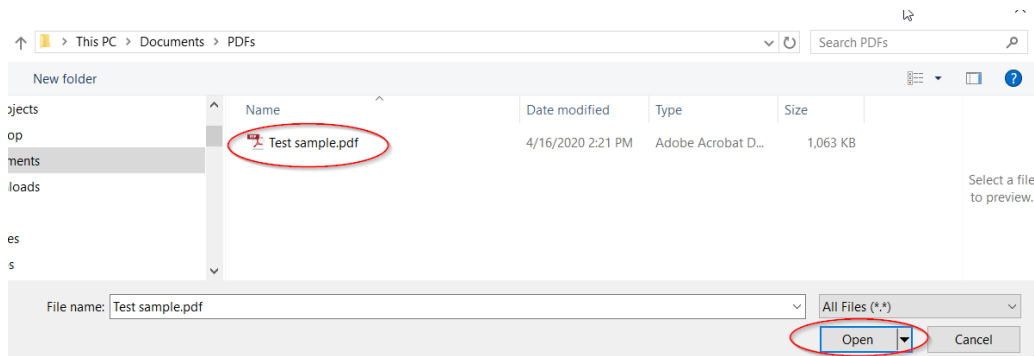 This PC > Documents > PDFs
Search PDFs
New folder
ojects
op
ments
loads
es
s
Name Date modified Type Size
Test sample.pdf 4/16/2020 2:21 PM Adobe Acrobat D... 1,063 KB
Select a file
to preview.
File name: Test sample.pdf All Files (*.*)
Open Cancel